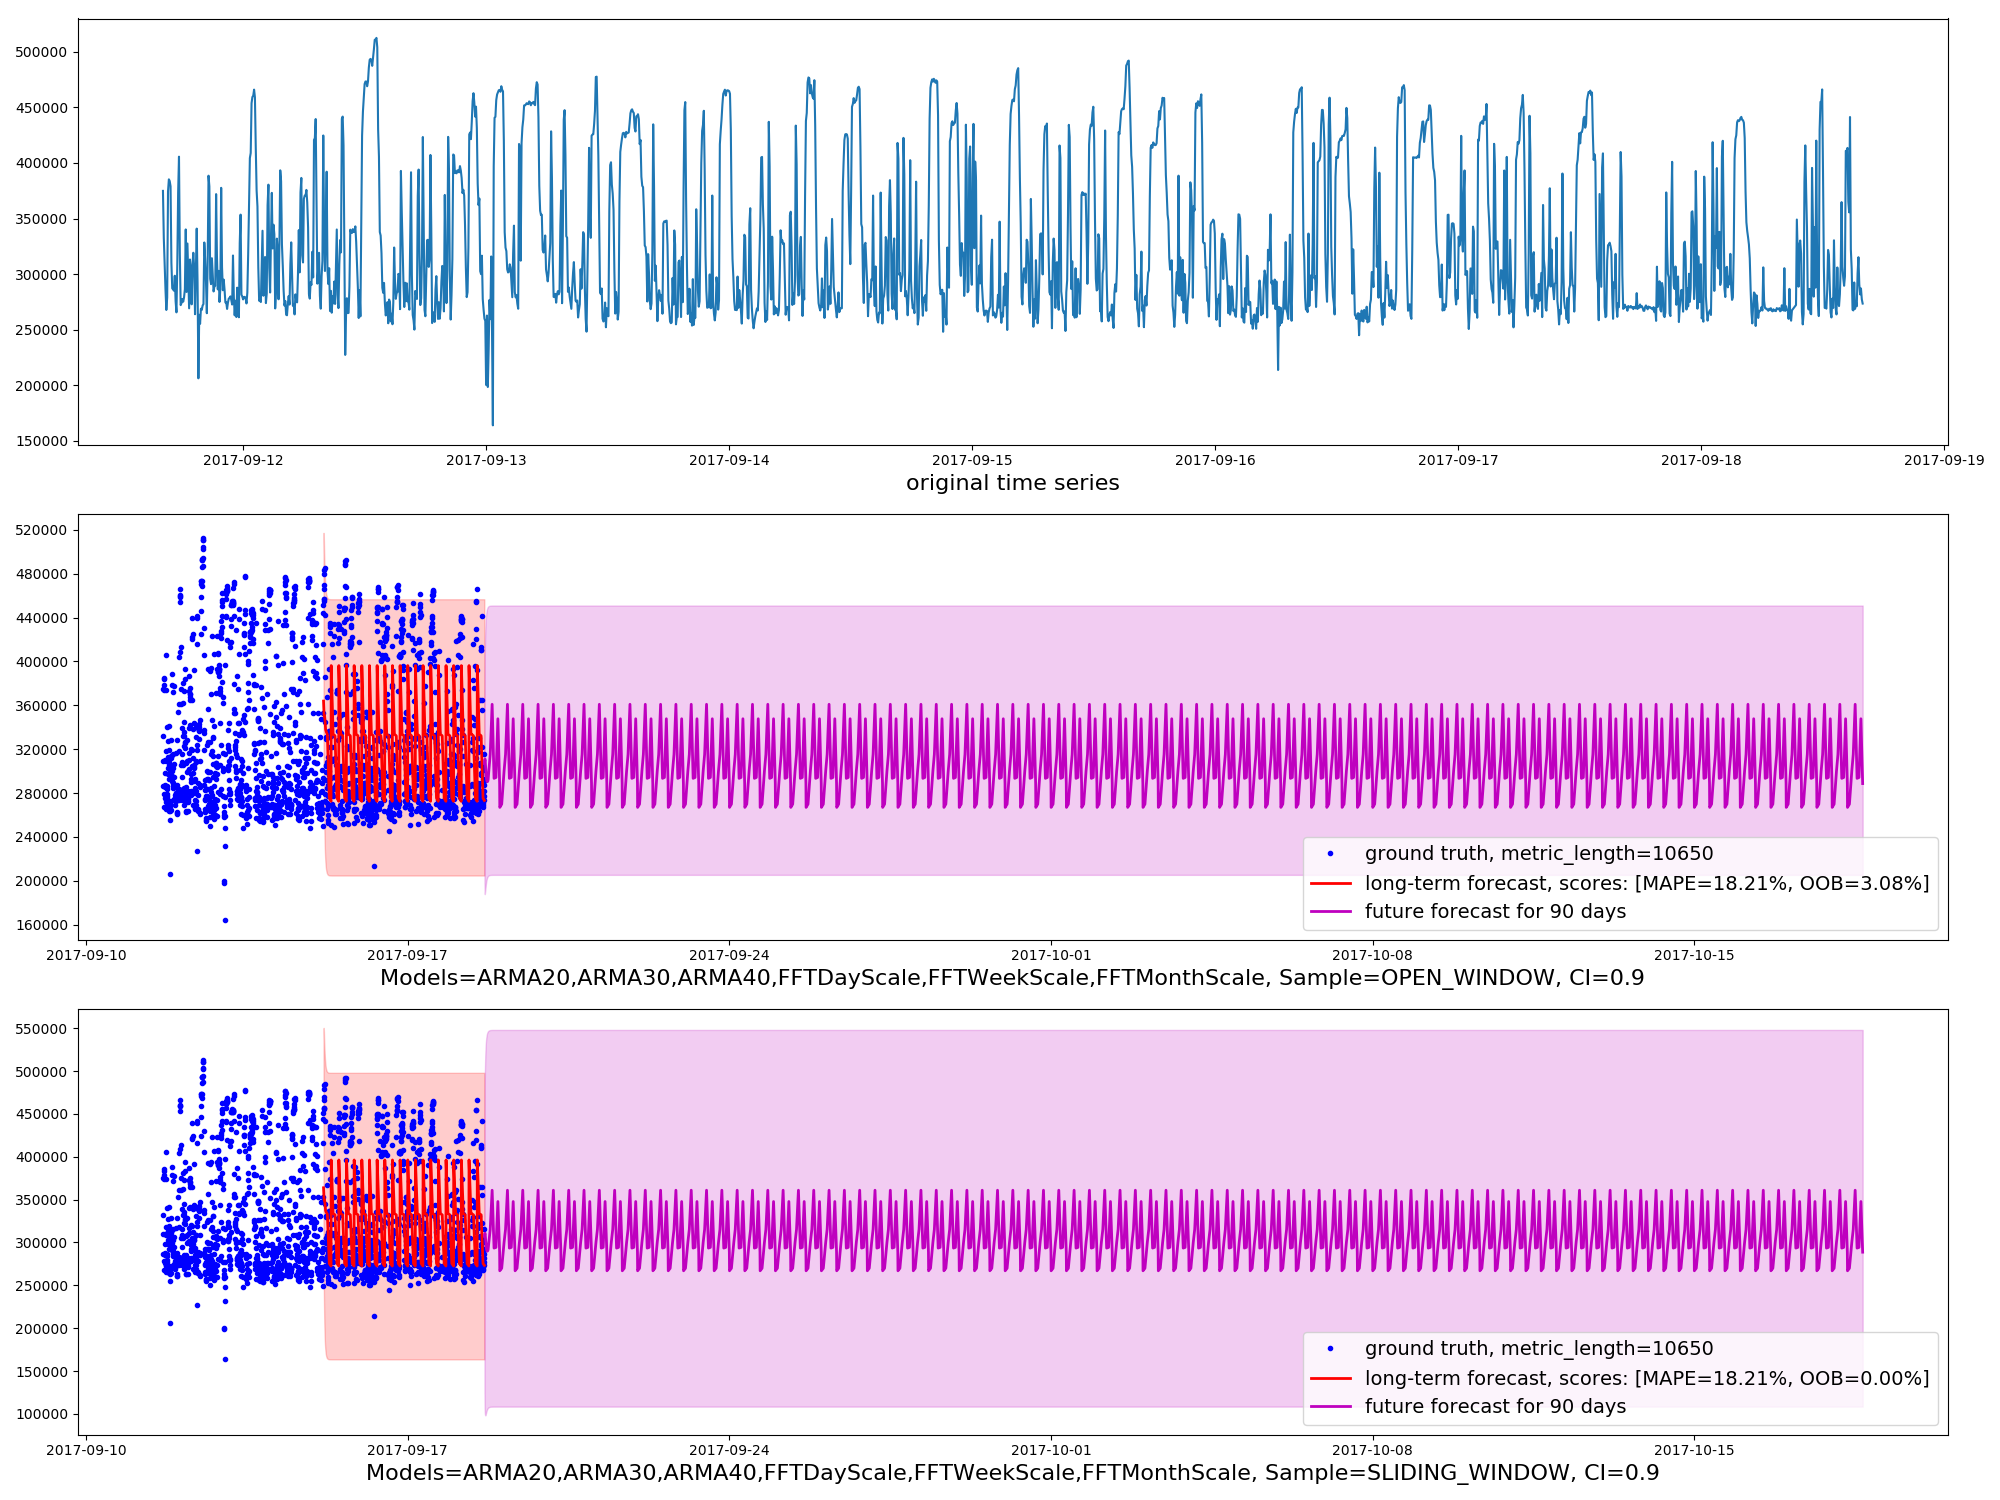 500000
450000
400000
350000
300000
250000
200000
150000
2017-09-12 2017-09-13 2017-09-14 2017-09-15 2017-09-16 2017-09-17 2017-09-18 2017-09-19
original time series
520000
480000
440000
400000
360000
320000
280000
240000
200000
160000
ground truth, metric_length=10650
long-term forecast, scores: [MAPE=18.21%, OOB=3.08%]
future forecast for 90 days
2017-09-10 2017-09-17 2017-09-24 2017-10-01 2017-10-08 2017-10-15
Models=ARMA20,ARMA30,ARMA40,FFTDayScale,FFTWeekScale,FFTMonthScale, Sample=OPEN_WINDOW, CI=0.9
550000
500000
450000
400000
350000
300000
250000
200000
150000
100000
ground truth, metric_length=10650
long-term forecast, scores: [MAPE=18.21%, OOB=0.00%]
future forecast for 90 days
2017-09-10 2017-09-17 2017-09-24 2017-10-01 2017-10-08 2017-10-15
Models=ARMA20,ARMA30,ARMA40,FFTDayScale,FFTWeekScale,FFTMonthScale, Sample=SLIDING_WINDOW, CI=0.9